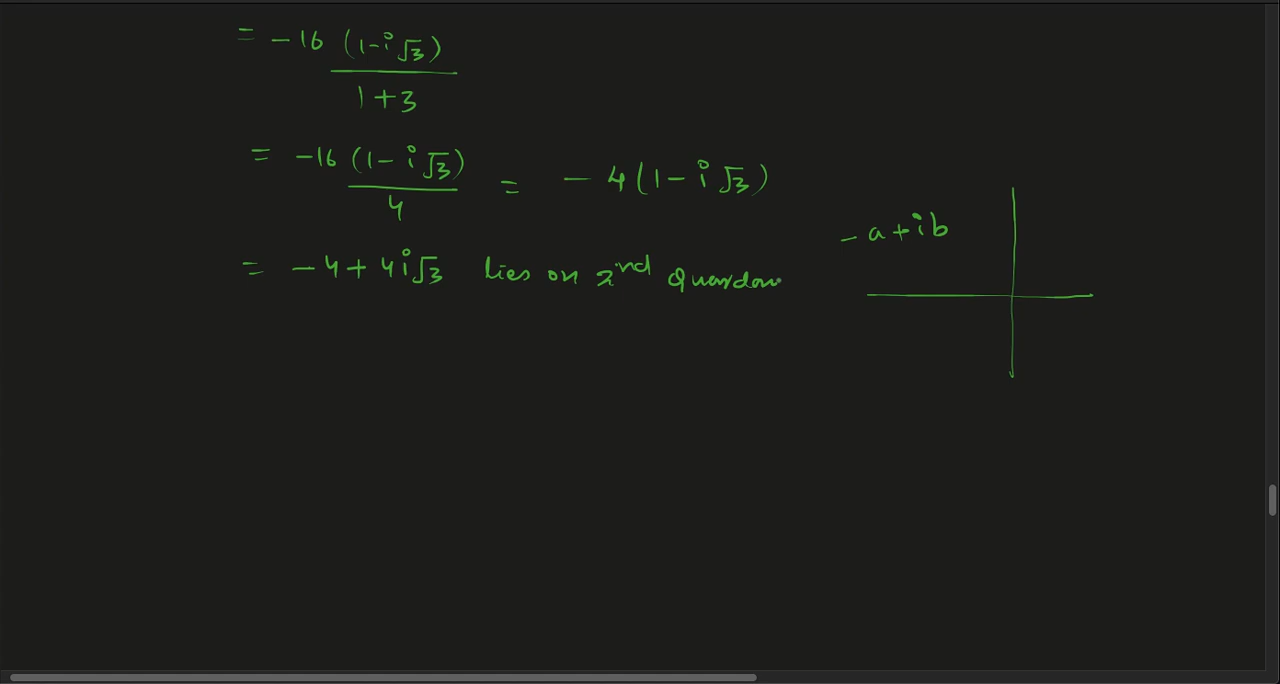 = -16 (1-i√3)
1+3
= -16 (1-i√3) = -4(1-i√3)
4
-a+ib
= -4+4i√3 lies on 2nd Quardan